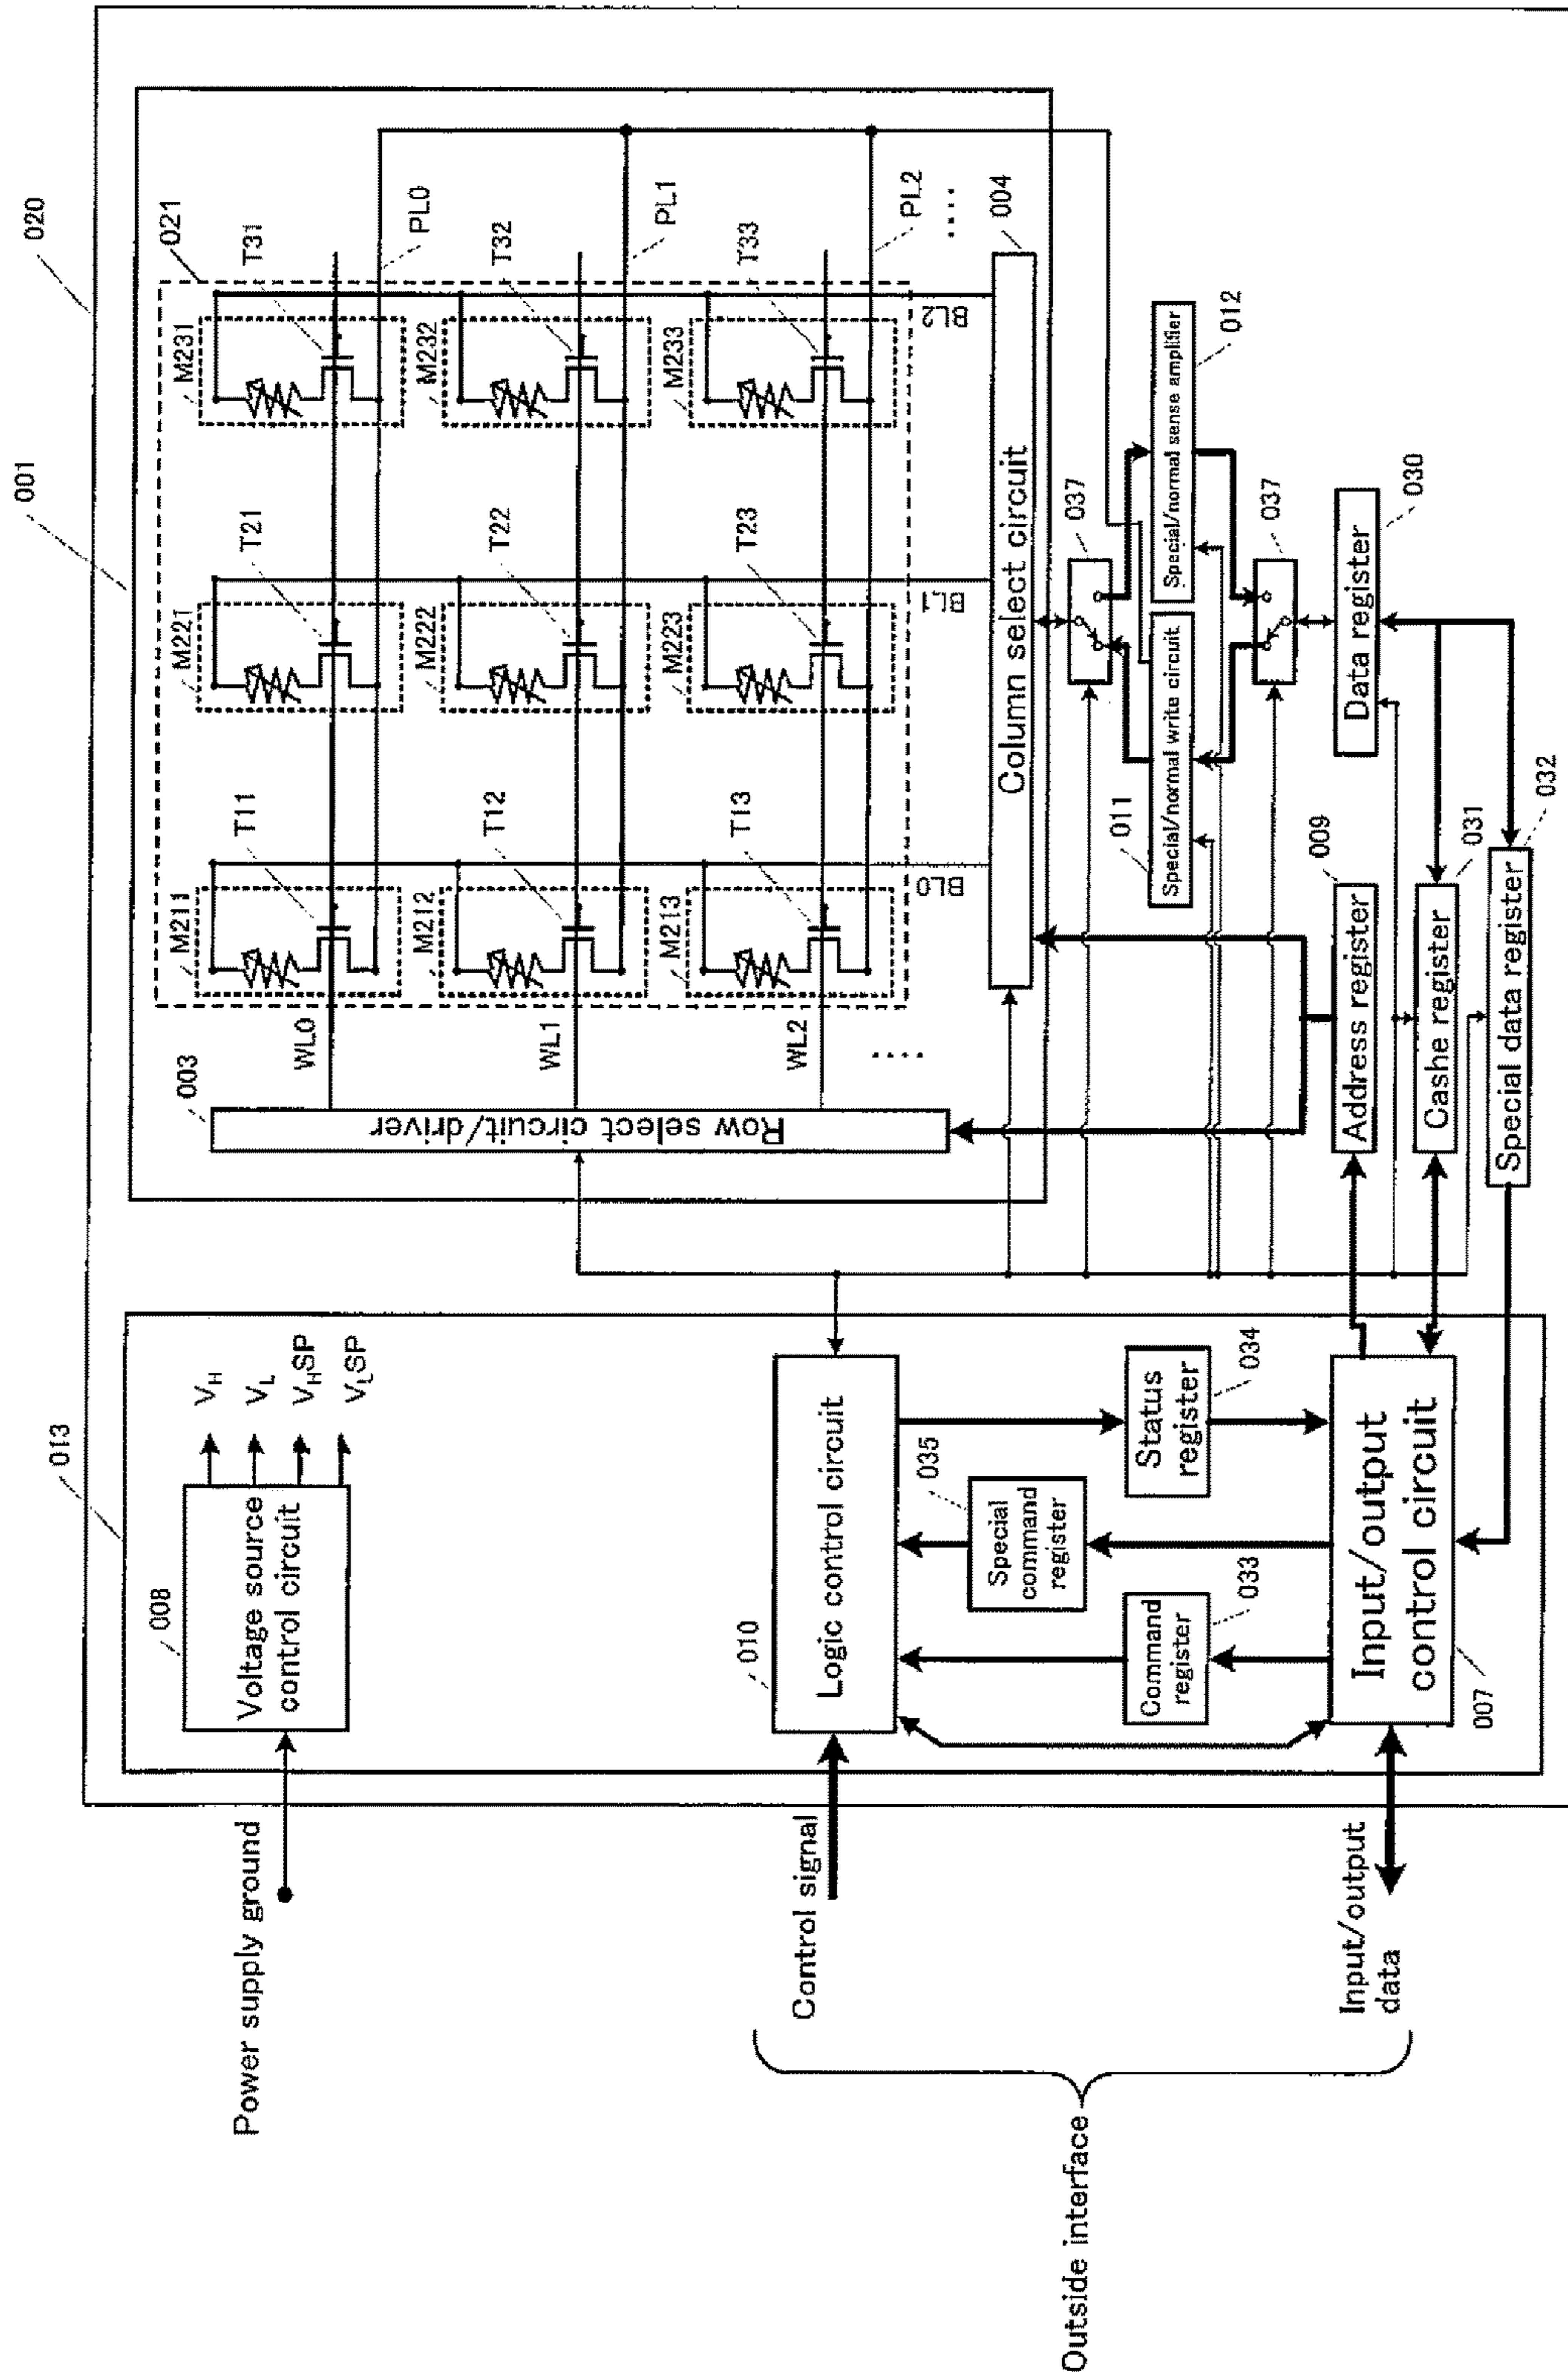 020
001
021
013
008
Voltage source
control circuit
V_H
V_L
V_HSP
V_LSP
Power supply ground
003
Row select circuit/driver
WL0
WL1
WL2
....
M211
T11
M221
T21
M231
T31
PL0
M212
T12
M222
T22
M232
T32
PL1
M213
T13
M223
T23
M233
T33
PL2
....
BL0
BL1
BL2
004
Column select circuit
037
011
Special/normal write circuit
Special/normal sense amplifier
012
037
010
Logic control circuit
Control signal
035
Special
command
register
Status
register
034
Command
register
033
Input/output
control circuit
007
Input/output
data
Outside interface
009
Address register
Data register
030
Cashe register
031
Special data register
032